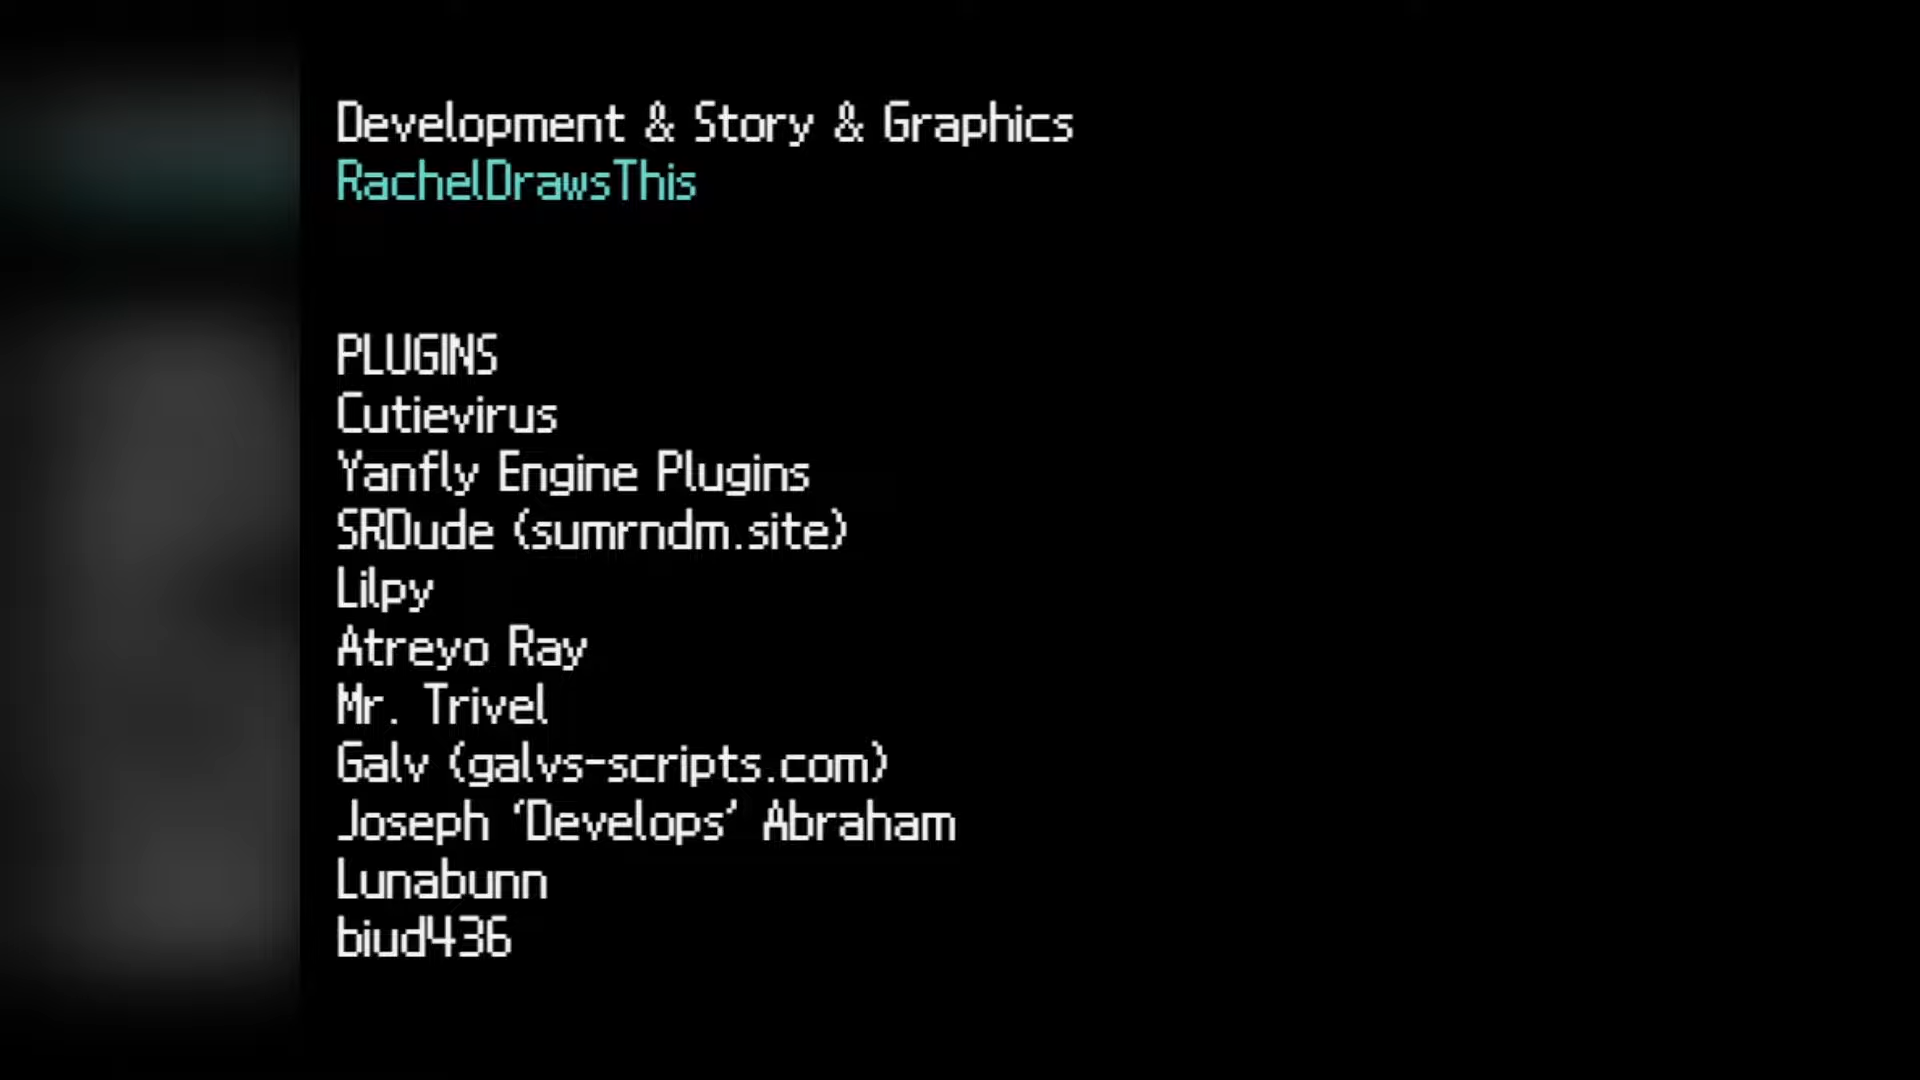 Development & Story & Graphics
RachelDrawsThis
PLUGINS
Cutievirus
Yanfly Engine Plugins
SRDude (sumrndm.site)
Lilpy
Atreyo Ray
Mr. Trivel
Galv (galvs-scripts.com)
Joseph ‘Develops’ Abraham
Lunabunn
biud436